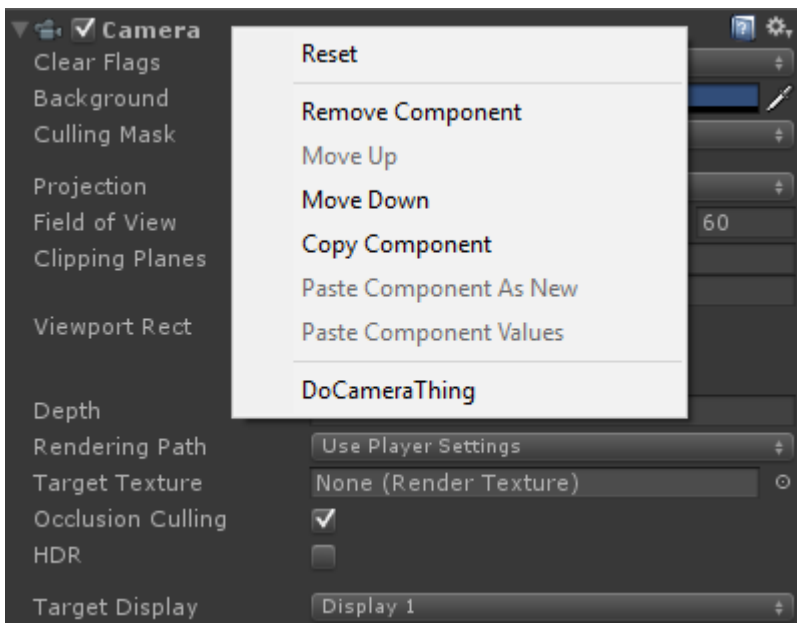 Camera
Clear Flags
Background
Culling Mask
Projection
Field of View
60
Clipping Planes
Viewport Rect
Depth
Reset
Remove Component
Move Up
Move Down
Copy Component
Paste Component As New
Paste Component Values
DoCameraThing
Rendering Path
Use Player Settings
Target Texture
None (Render Texture)
Occlusion Culling
HDR
Target Display
Display 1